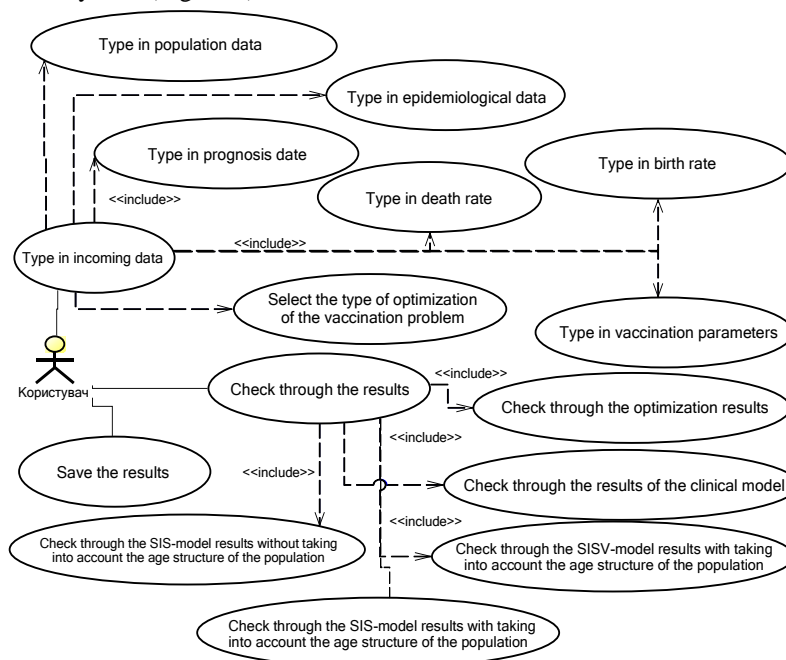 Type in population data
Type in epidemiological data
Type in prognosis date
Type in birth rate
<<include>>
Type in death rate
<<include>>
Type in incoming data
Select the type of optimization
of the vaccination problem
Type in vaccination parameters
Користувач
Check through the results
<<include>>
Check through the optimization results
<<include>>
Save the results
<<include>>
Check through the results of the clinical model
<<include>>
Check through the SIS-model results without taking
into account the age structure of the population
Check through the SISV-model results with taking
into account the age structure of the population
Check through the SIS-model results with taking
into account the age structure of the population